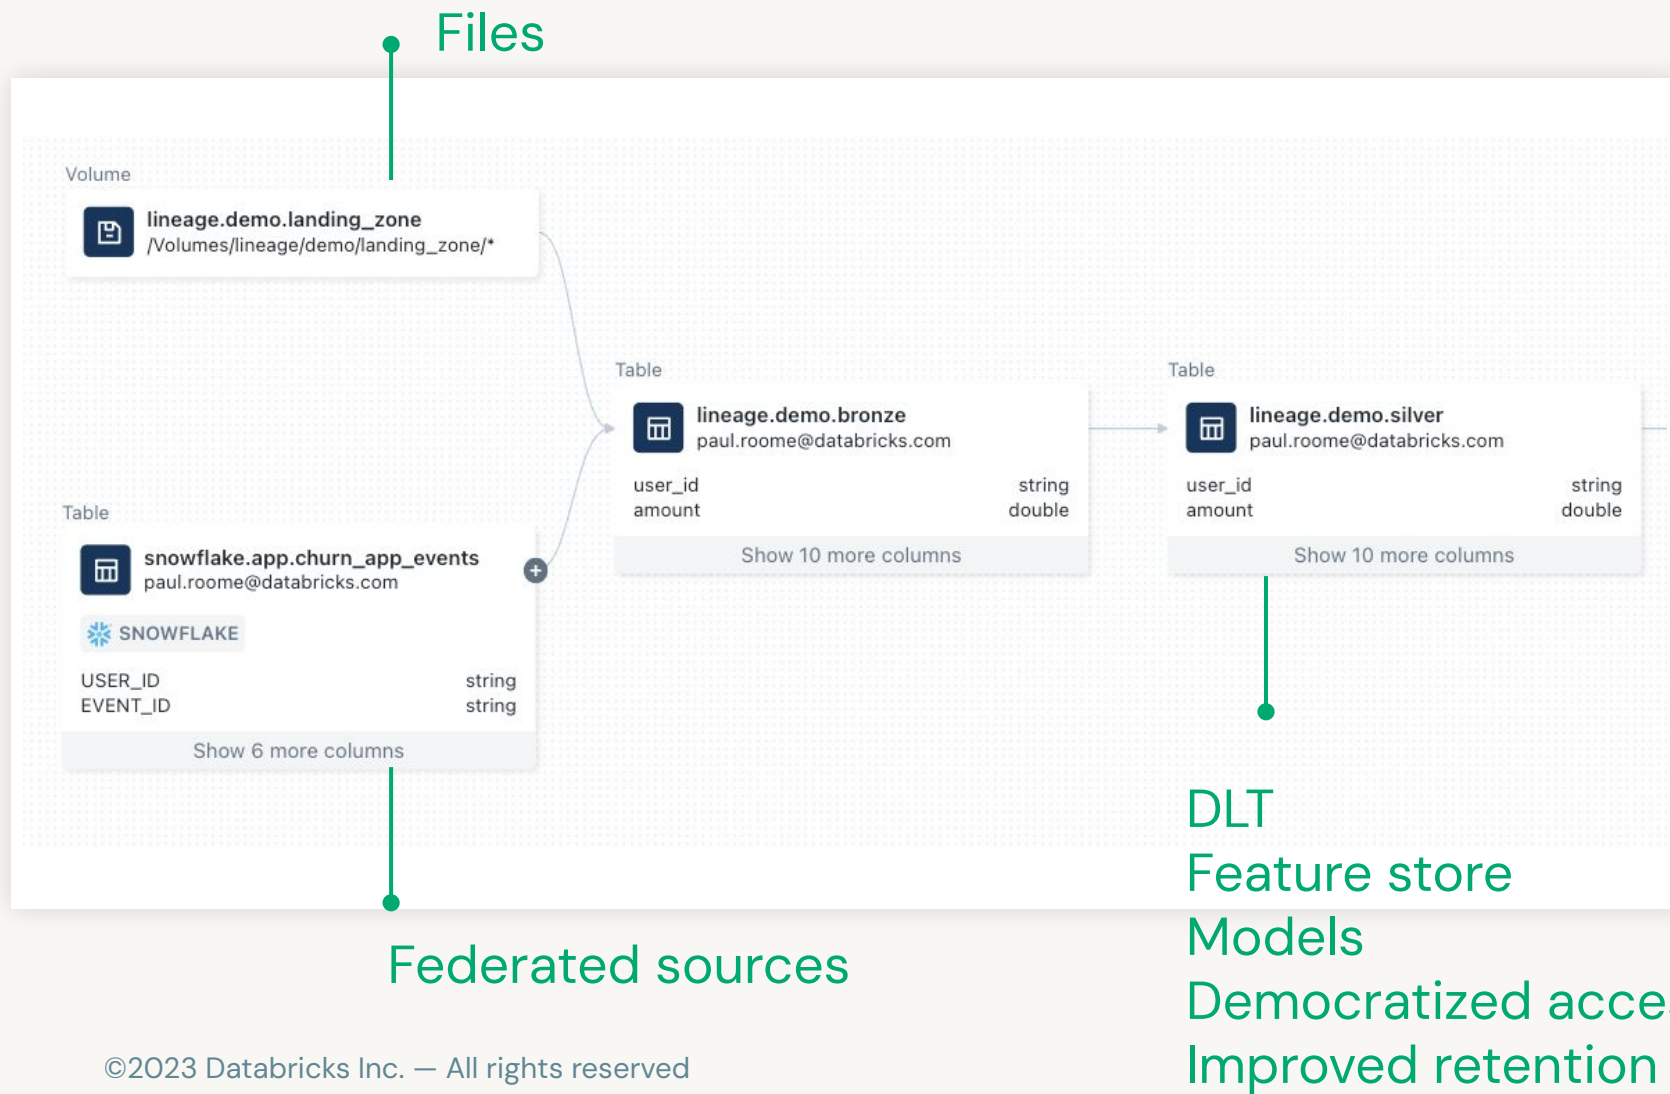 Files
Volume
lineage.demo.landing_zone
/Volumes/lineage/demo/landing_zone/*
Table
lineage.demo.bronze
paul.roome@databricks.com
user_id string
amount double
Show 10 more columns
Table
lineage.demo.silver
paul.roome@databricks.com
user_id string
amount double
Show 10 more columns
Table
snowflake.app.churn_app_events
paul.roome@databricks.com
SNOWFLAKE
USER_ID string
EVENT_ID string
Show 6 more columns
Federated sources
DLT
Feature store
Models
Democratized
Improved retention
©2023 Databricks Inc. — All rights reserved